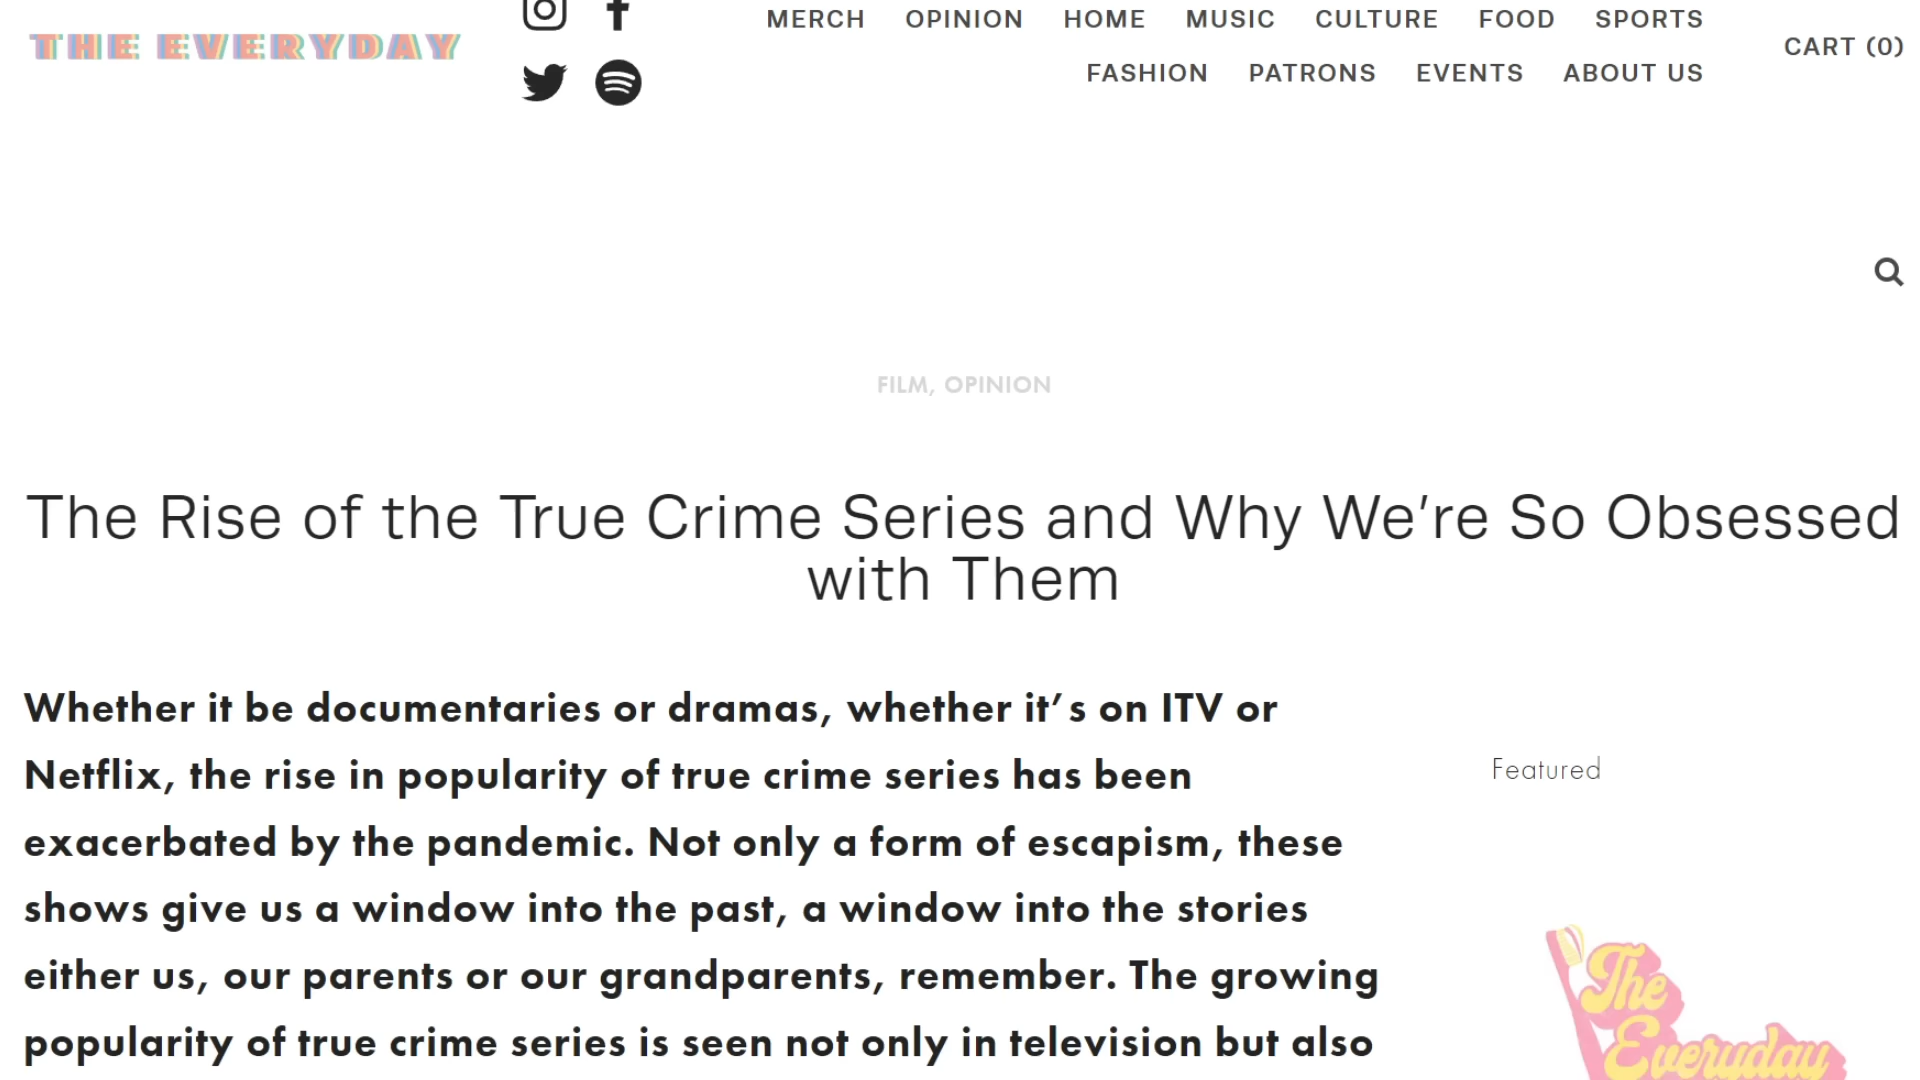 THE EVERYDAY
MERCH OPINION HOME MUSIC CULTURE FOOD SPORTS
FASHION PATRONS EVENTS ABOUT US
CART (0)
FILM, OPINION
The Rise of the True Crime Series and Why We’re So Obsessed
with Them
Whether it be documentaries or dramas, whether it’s on ITV or
Netflix, the rise in popularity of true crime series has been
exacerbated by the pandemic. Not only a form of escapism, these
shows give us a window into the past, a window into the stories
either us, our parents or our grandparents, remember. The growing
popularity of true crime series is seen not only in television but also
Featured
The
Everyday